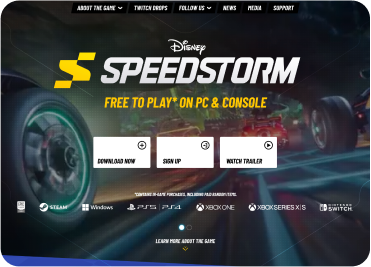 ABOUT THE GAME TWITCH DROPS FOLLOW US NEWS MEDIA SUPPORT
Disney
SPEEDSTORM
FREE TO PLAY* ON PC & CONSOLE
DOWNLOAD NOW SIGN UP WATCH TRAILER
*CONTAINS IN-GAME PURCHASES, INCLUDING PAID RANDOM ITEMS.
STEAM Windows PS5 PS4 XBOX ONE XBOX SERIES X|S NINTENDO SWITCH
LEARN MORE ABOUT THE GAME